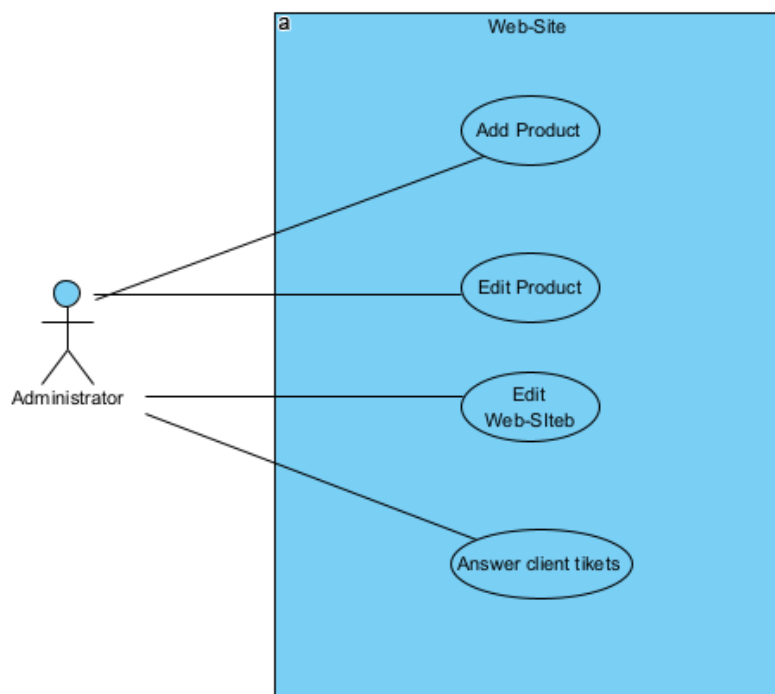 a
Web-Site
Add Product
Edit Product
Administrator
Edit
Web-SIteb
Answer client tikets